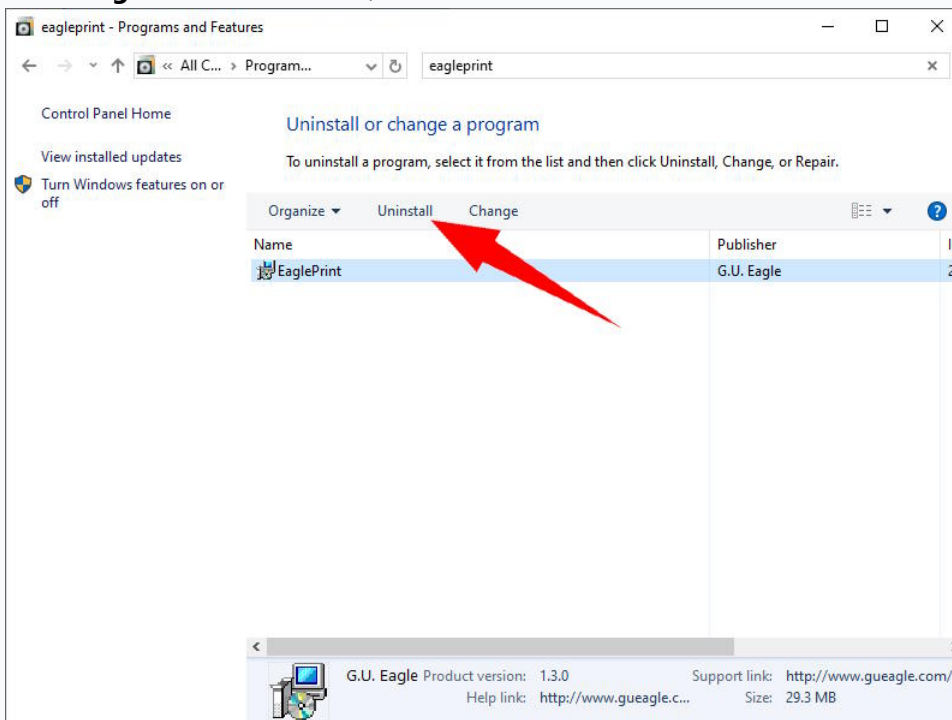 eagleprint - Programs and Features
« All C... › Program...
eagleprint
Control Panel Home
View installed updates
Turn Windows features on or
off
Uninstall or change a program
To uninstall a program, select it from the list and then click Uninstall, Change, or Repair.
Organize Uninstall Change
Name Publisher
EaglePrint G.U. Eagle
G.U. Eagle Product version: 1.3.0 Support link: http://www.gueagle.com/
Help link: http://www.gueagle.c... Size: 29.3 MB